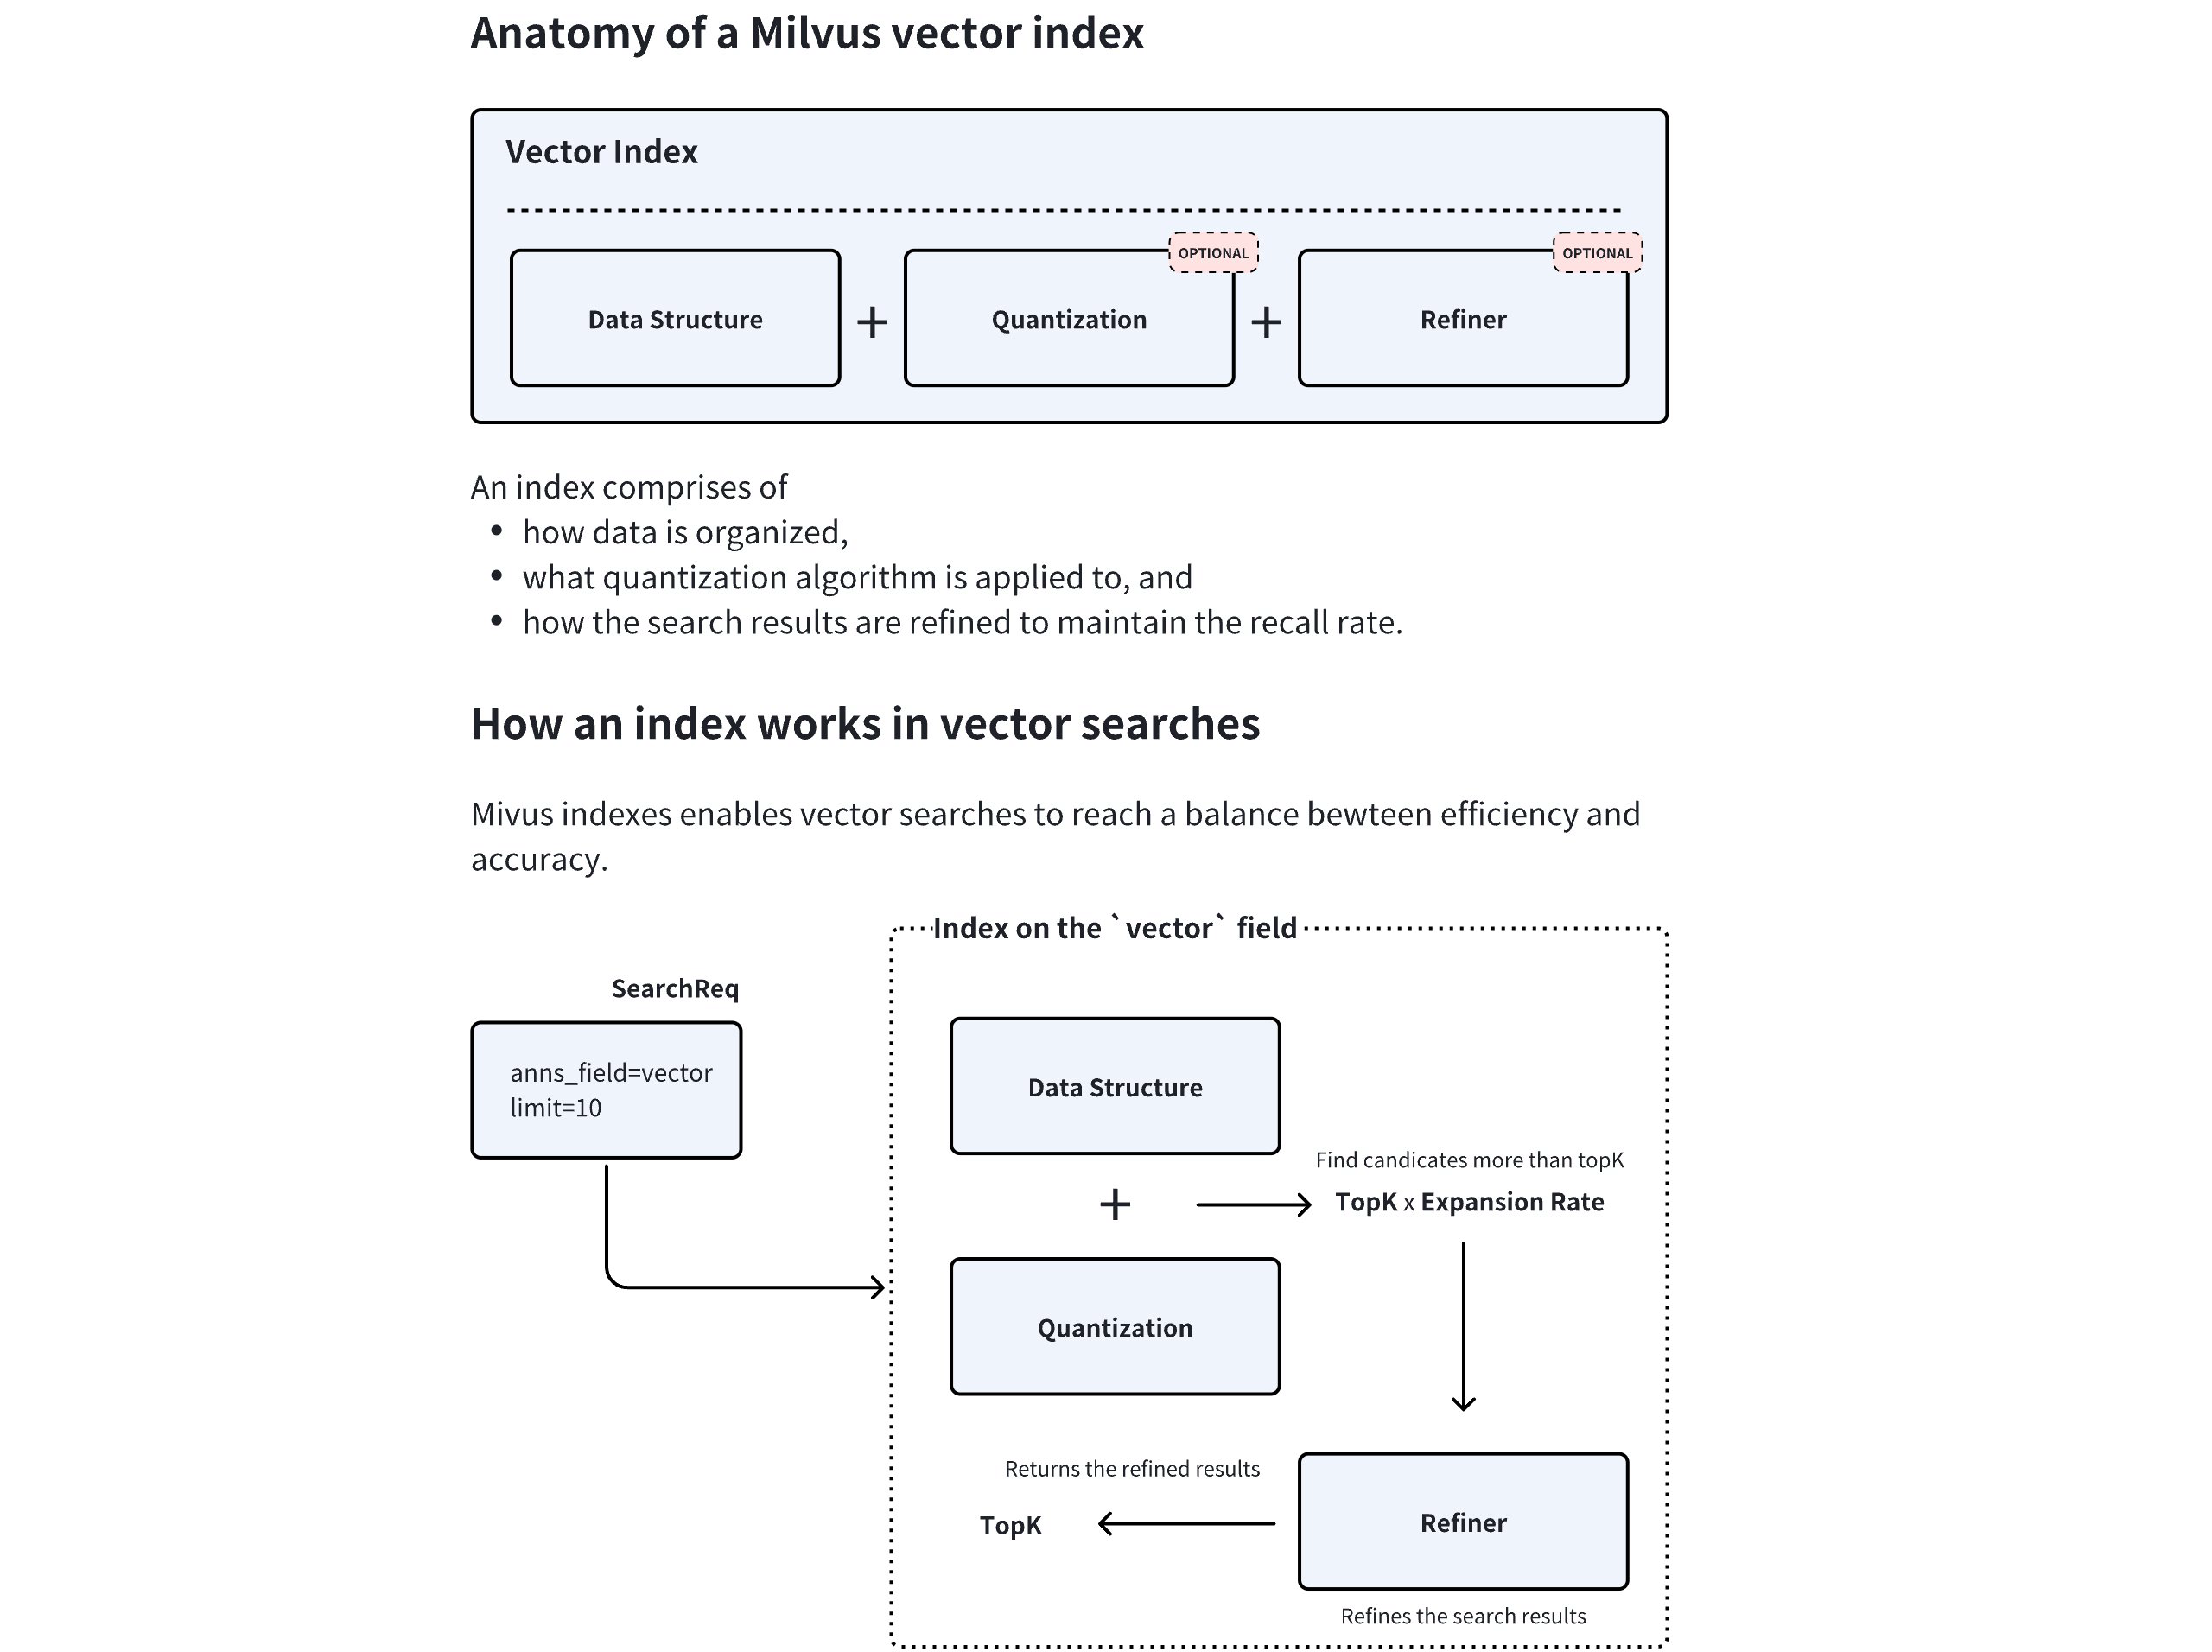 Anatomy of a Milvus vector index
Vector Index
OPTIONAL
OPTIONAL
Data Structure + Quantization + Refiner
An index comprises of
• how data is organized,
• what quantization algorithm is applied to, and
• how the search results are refined to maintain the recall rate.
How an index works in vector searches
Mivus indexes enables vector searches to reach a balance bewteen efficiency and
accuracy.
Index on the `vector` field
SearchReq
anns_field=vector
limit=10
Data Structure
Find candicates more than topK
+
TopK x Expansion Rate
Quantization
Returns the refined results
TopK
Refiner
Refines the search results